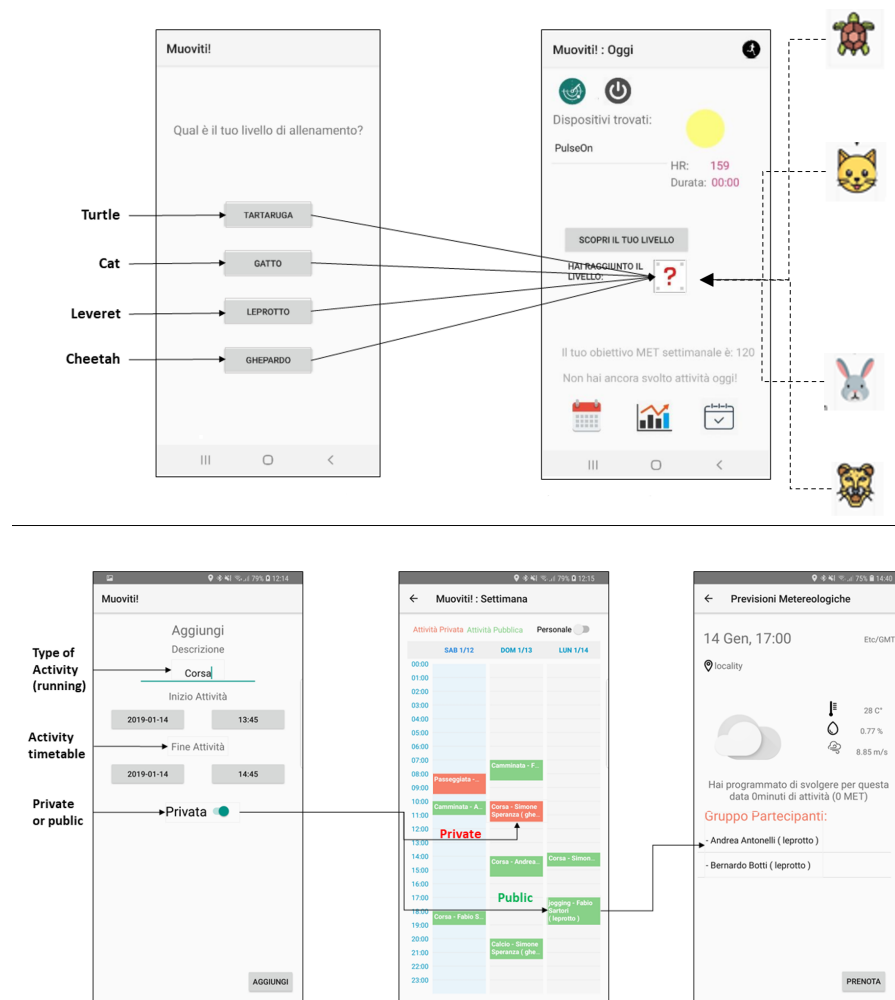 Muoviti!
Qual è il tuo livello di allenamento?
Turtle
TARTARUGA
Cat
GATTO
Leveret
LEPROTTO
Cheetah
GHEPARDO
Muoviti! : Oggi
Dispositivi trovati:
PulseOn
HR: 159
Durata: 00:00
SCOPRI IL TUO LIVELLO
HAI RAGGIUNTO IL
LIVELLO:
?
Il tuo obiettivo MET settimanale è: 120
Non hai ancora svolto attività oggi!
79% 12:14
Muoviti!
Aggiungi
Descrizione
Type of
Activity
(running)
Corsa
Inizio Attività
2019-01-14 13:45
Activity
timetable
Fine Attività
2019-01-14 14:45
Private
or public
Privata
AGGIUNGI
79% 12:15
Muoviti! : Settimana
Attività Privata Attività Pubblica Personale
SAB 1/12 DOM 1/13 LUN 1/14
00:00
01:00
02:00
03:00
04:00
05:00
06:00
07:00
Camminata - F..
08:00
Passeggiata -..
09:00
10:00
Camminata - A.. Corsa - Simone
Speranza ( ghe..
11:00
12:00
Private
13:00
14:00
Corsa - Andrea.. Corsa - Simon..
15:00
16:00
17:00
Public
jogging - Fabio
Sartori
( leprotto )
18:00
Corsa - Fabio S..
19:00
20:00
Calcio - Simone
Speranza ( ghe..
21:00
22:00
23:00
75% 14:40
Previsioni Metereologiche
14 Gen, 17:00 Etc/GMT
locality
28 C°
0.77 %
8.85 m/s
Hai programmato di svolgere per questa
data 0minuti di attività (0 MET)
Gruppo Partecipanti:
- Andrea Antonelli ( leprotto )
- Bernardo Botti ( leprotto )
PRENOTA